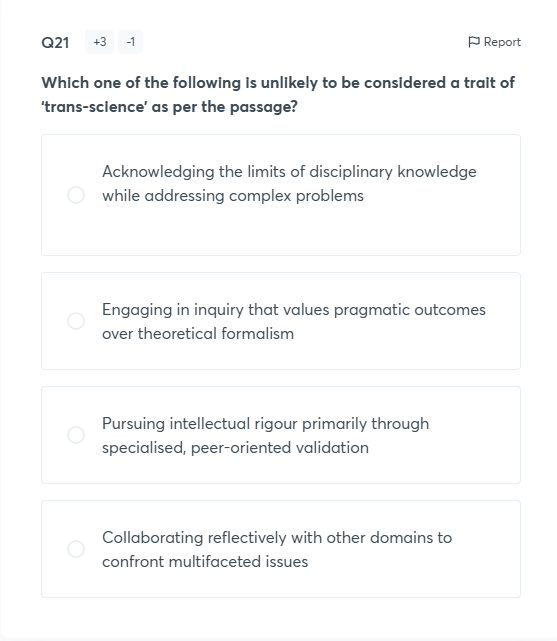 Q21 +3 -1 Report
Which one of the following is unlikely to be considered a trait of
‘trans-science’ as per the passage?
Acknowledging the limits of disciplinary knowledge
while addressing complex problems
Engaging in inquiry that values pragmatic outcomes
over theoretical formalism
Pursuing intellectual rigour primarily through
specialised, peer-oriented validation
Collaborating reflectively with other domains to
confront multifaceted issues